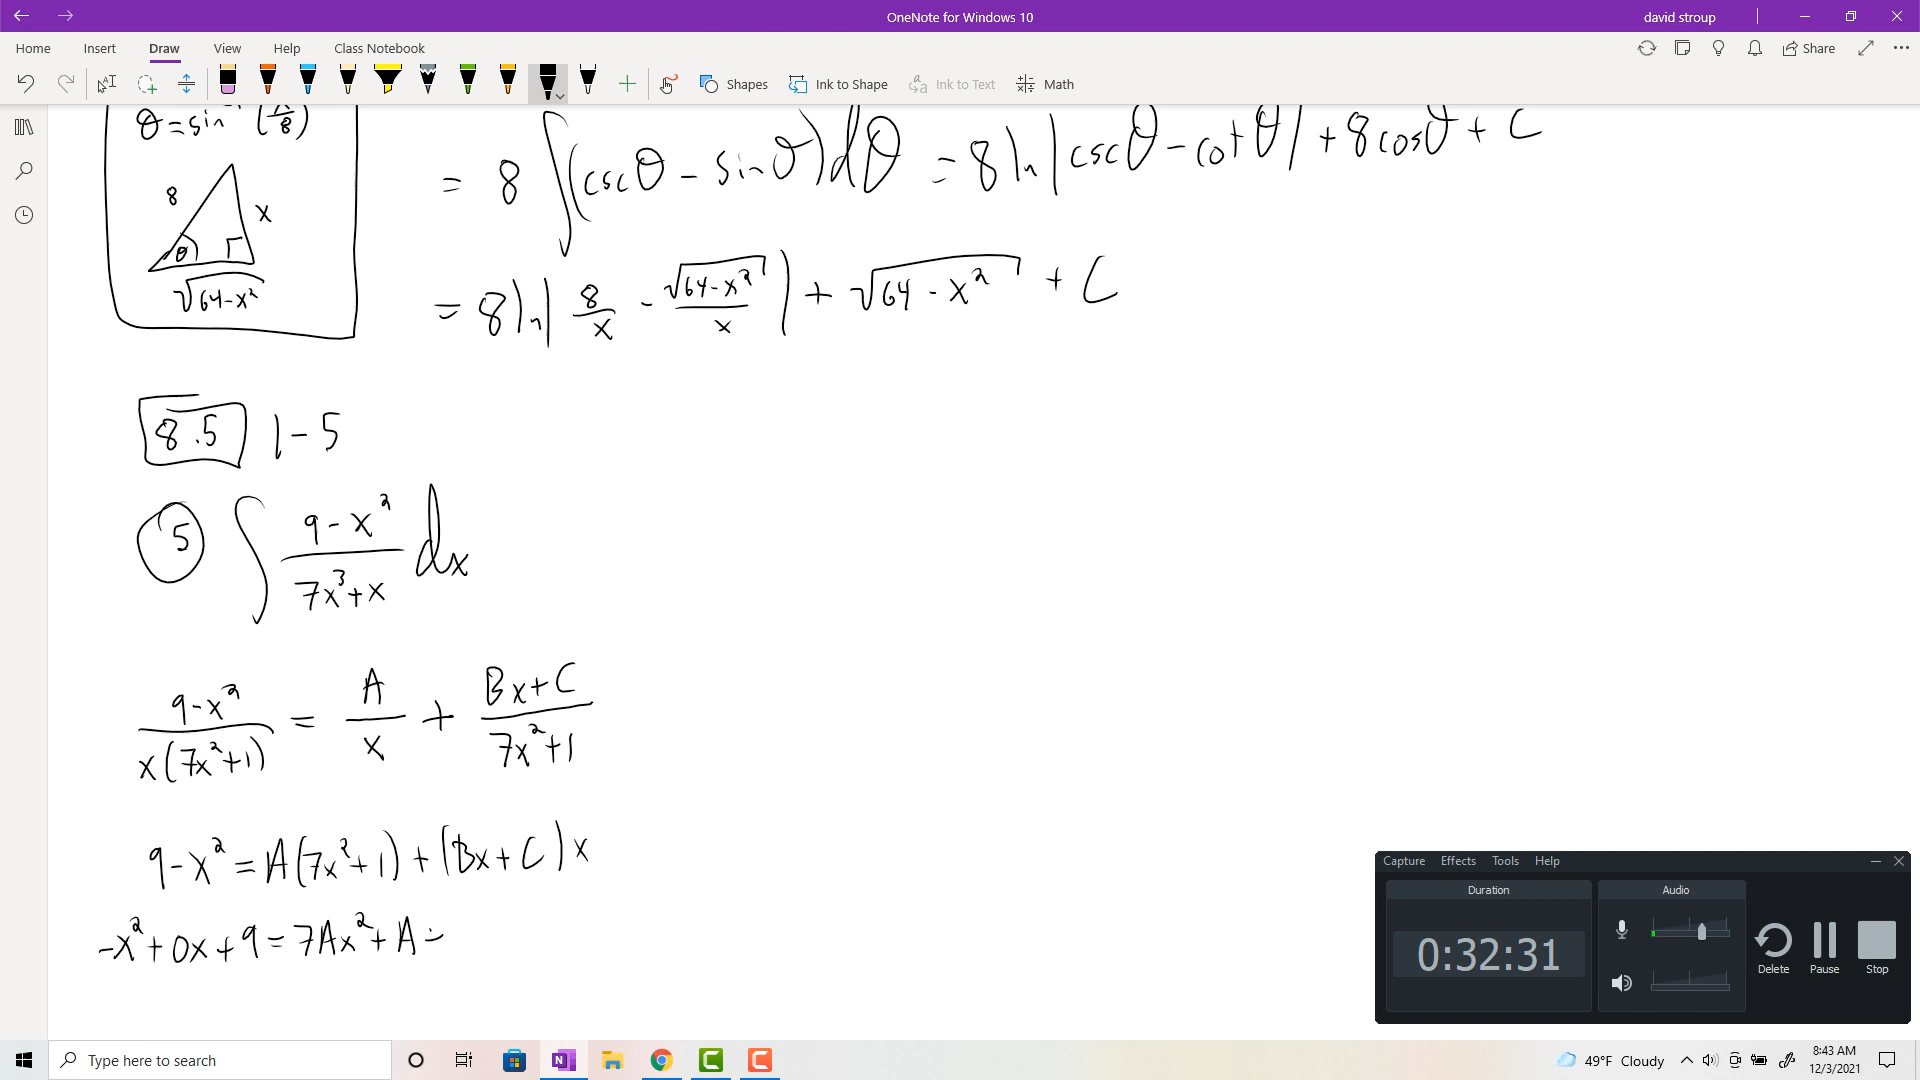 OneNote for Windows 10
david stroup
Home Insert Draw View Help Class Notebook
Share
Shapes Ink to Shape Ink to Text Math
θ = sin⁻¹(x/8)
8
x
θ
√(64-x²)
= 8 ∫(cscθ - sinθ)dθ = 8 ln|cscθ - cotθ| + 8cosθ + C
= 8 ln| 8/x - √(64-x²)/x | + √(64-x²) + C
8.5 1-5
5 ∫ (9-x²)/(7x³+x) dx
(9-x²)/(x(7x²+1)) = A/x + (Bx+C)/(7x²+1)
9-x² = A(7x²+1) + (Bx+C)x
-x²+0x+9 = 7Ax²+A -
Capture Effects Tools Help
Duration
Audio
0:32:31
Delete Pause Stop
Type here to search
49°F Cloudy
8:43 AM
12/3/2021